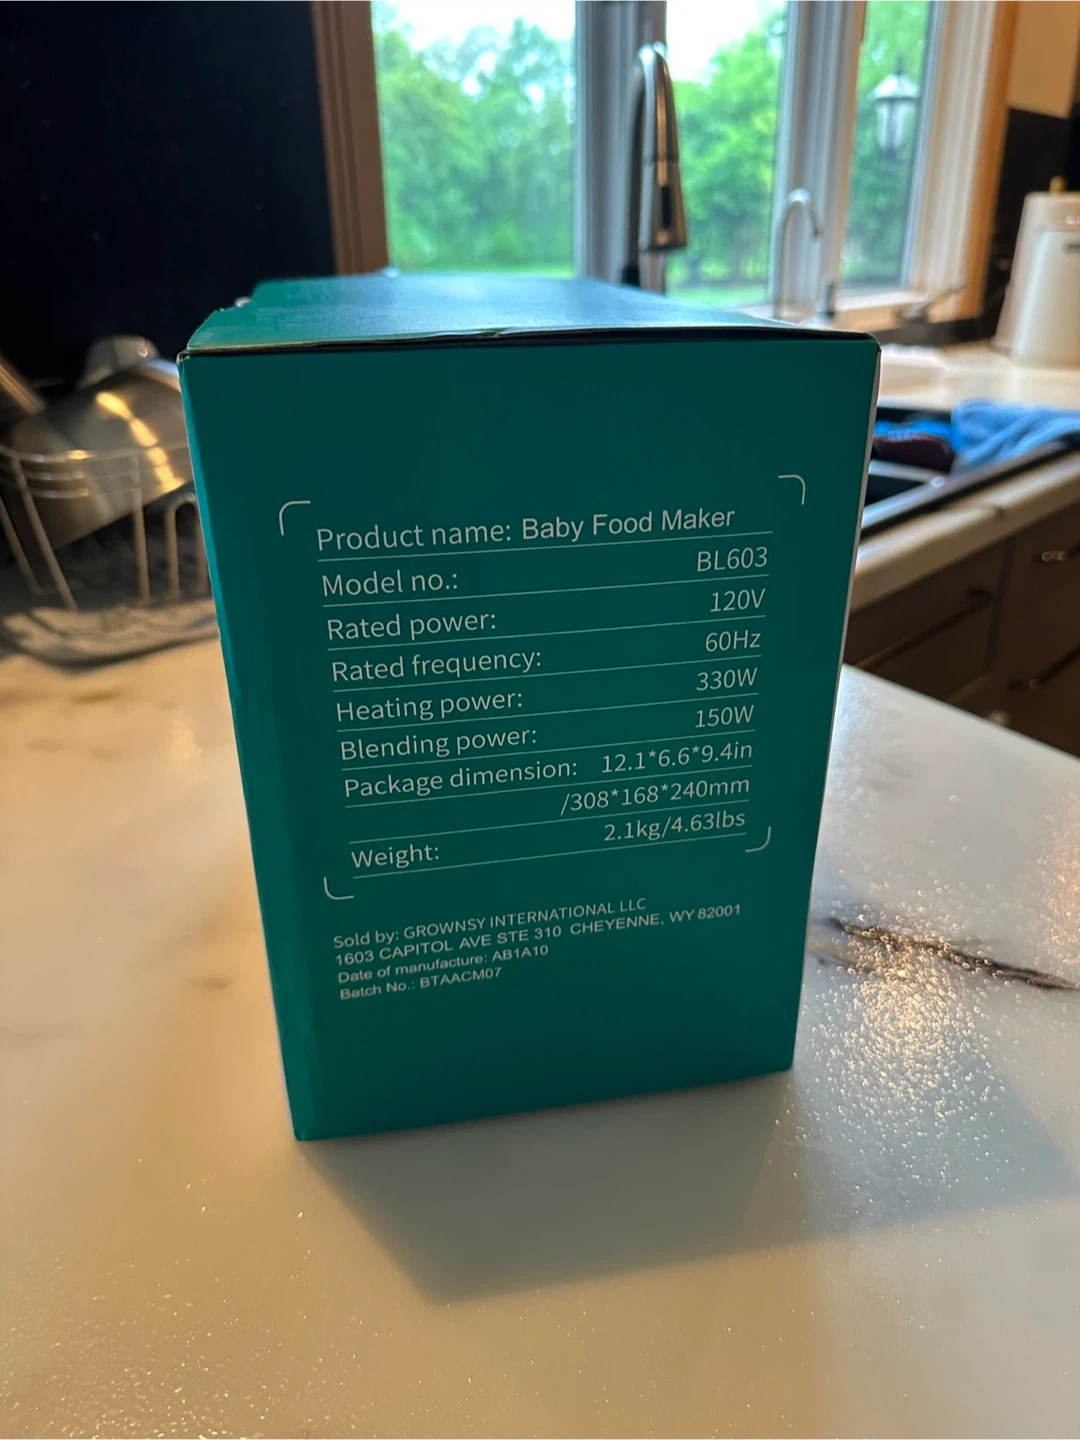 Product name: Baby Food Maker
Model no.: BL603
Rated power: 120V
Rated frequency: 60Hz
Heating power: 330W
Blending power: 150W
Package dimension: 12.1*6.6*9.4in
/308*168*240mm
Weight: 2.1kg/4.63lbs
Sold by: GROWNSY INTERNATIONAL LLC
1603 CAPITOL AVE STE 310 CHEYENNE, WY 82001
Date of manufacture: AB1A10
Batch No.: BTAACM07